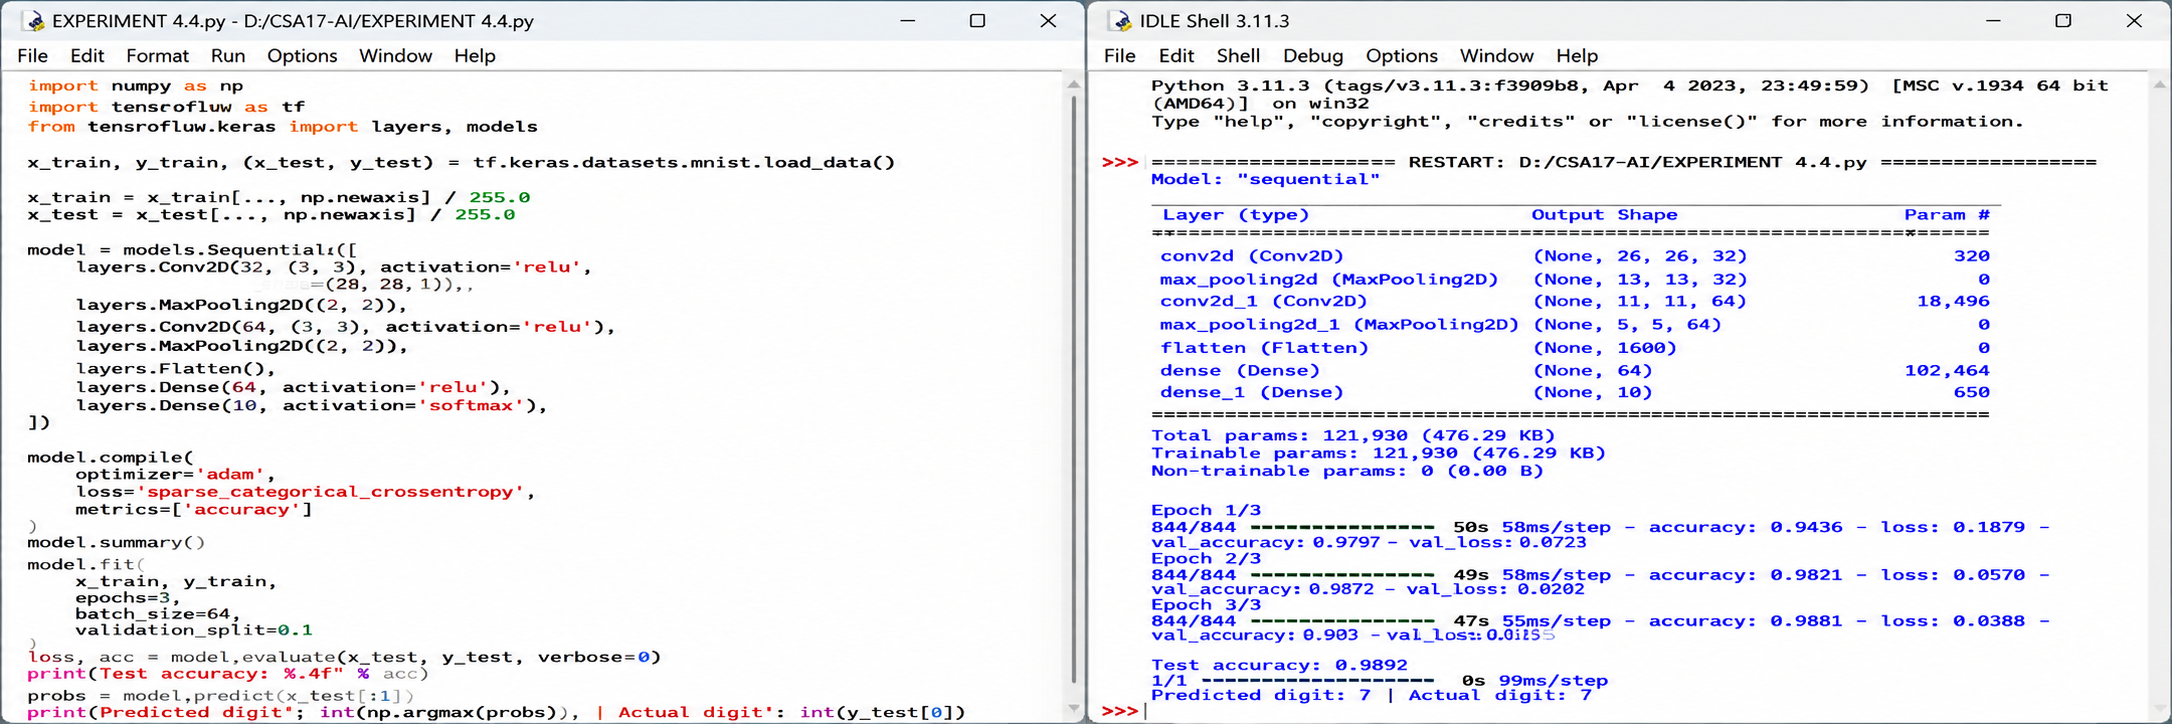 EXPERIMENT 4.4.py - D:/CSA17-AI/EXPERIMENT 4.4.py
File Edit Format Run Options Window Help
import numpy as np
import tensrofluw as tf
from tensrofluw.keras import layers, models
x_train, y_train, (x_test, y_test) = tf.keras.datasets.mnist.load_data()
x_train = x_train[..., np.newaxis] / 255.0
x_test = x_test[..., np.newaxis] / 255.0
model = models.Sequential([
layers.Conv2D(32, (3, 3), activation='relu',
=(28, 28,1)),,
layers.MaxPooling2D((2, 2)),
layers.Conv2D(64, (3, 3), activation='relu'),
layers.MaxPooling2D((2, 2)),
layers.Flatten(),
layers.Dense(64, activation='relu'),
layers.Dense(10, activation='softmax'),
])
model.compile(
optimizer='adam',
loss='sparse_categorical_crossentropy',
metrics=['accuracy']
)
model.summary()
model.fit(
x_train, y_train,
epochs=3,
batch_size=64,
validation_split=0.1
)
loss, acc = model,evaluate(x_test, y_test, verbose=0)
print(Test accuracy: %.4f" % acc)
probs = model,predict(x_test[:1])
print(Predicted digit"; int(np.argmax(probs)), | Actual digit': int(y_test[0])
IDLE Shell 3.11.3
File Edit Shell Debug Options Window Help
Python 3.11.3 (tags/v3.11.3:f3909b8, Apr 4 2023, 23:49:59) [MSC v.1934 64 bit
(AMD64)] on win32
Type "help", "copyright", "credits" or "license()" for more information.
>>> ==================== RESTART: D:/CSA17-AI/EXPERIMENT 4.4.py ==================
Model: "sequential"
Layer (type) Output Shape Param #
conv2d (Conv2D) (None, 26, 26, 32) 320
max_pooling2d (MaxPooling2D) (None, 13, 13, 32) 0
conv2d_1 (Conv2D) (None, 11, 11, 64) 18,496
max_pooling2d_1 (MaxPooling2D) (None, 5, 5, 64) 0
flatten (Flatten) (None, 1600) 0
dense (Dense) (None, 64) 102,464
dense_1 (Dense) (None, 10) 650
Total params: 121,930 (476.29 KB)
Trainable params: 121,930 (476.29 KB)
Non-trainable params: 0 (0.00 B)
Epoch 1/3
844/844 --------------- 50s 58ms/step - accuracy: 0.9436 - loss: 0.1879 -
val_accuracy: 0.9797 - val_loss: 0.0723
Epoch 2/3
844/844 --------------- 49s 58ms/step - accuracy: 0.9821 - loss: 0.0570 -
val_accuracy: 0.9872 - val_loss: 0.0202
Epoch 3/3
844/844 --------------- 47s 55ms/step - accuracy: 0.9881 - loss: 0.0388 -
val_accuracy: 0.903 - val_loss:
Test accuracy: 0.9892
1/1 ------------------- 0s 99ms/step
Predicted digit: 7 | Actual digit: 7
>>>